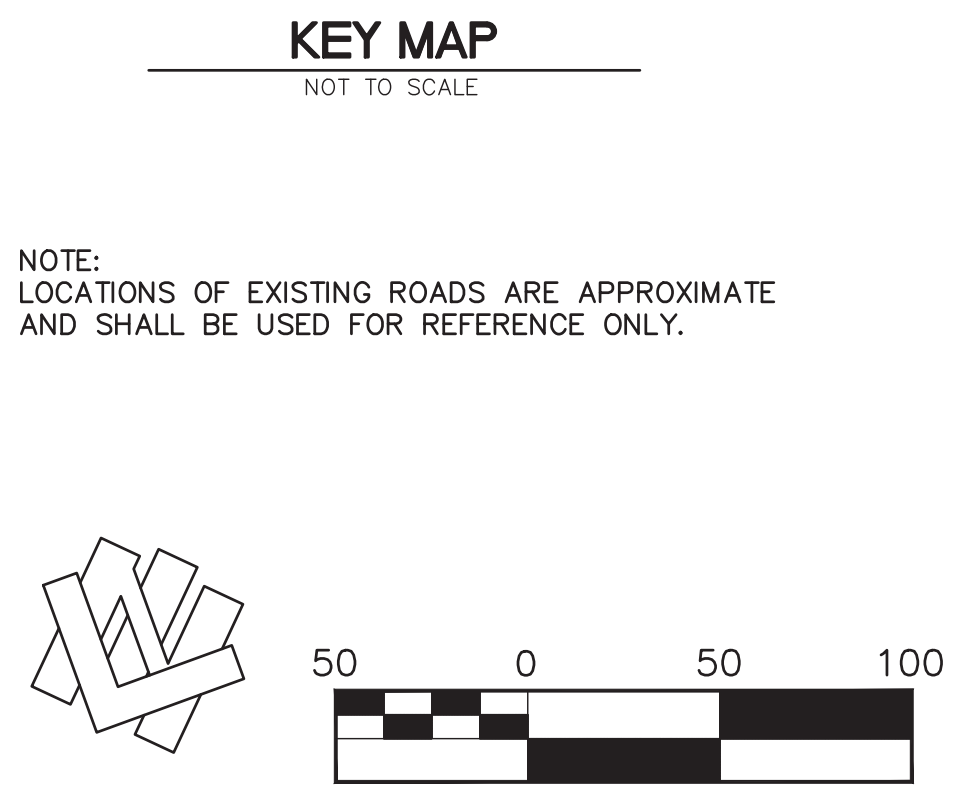 KEY MAP
NOT TO SCALE
NOTE:
LOCATIONS OF EXISTING ROADS ARE APPROXIMATE
AND SHALL BE USED FOR REFERENCE ONLY.
50 0 50 100